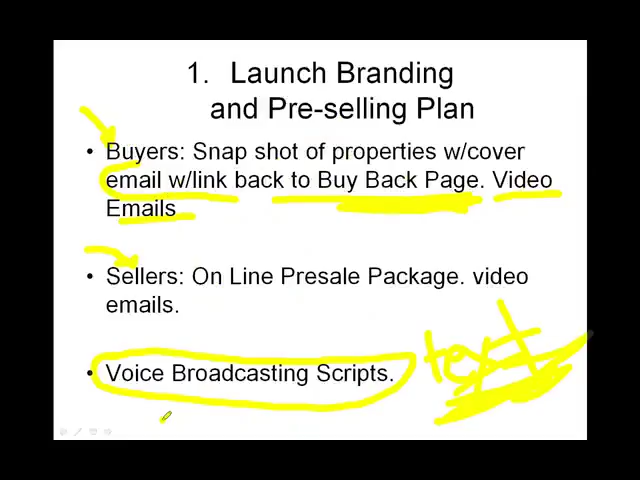 1. Launch Branding
and Pre-selling Plan
• Buyers: Snap shot of properties w/cover
email w/link back to Buy Back Page. Video
Emails
• Sellers: On Line Presale Package. video
emails.
text
• Voice Broadcasting Scripts.